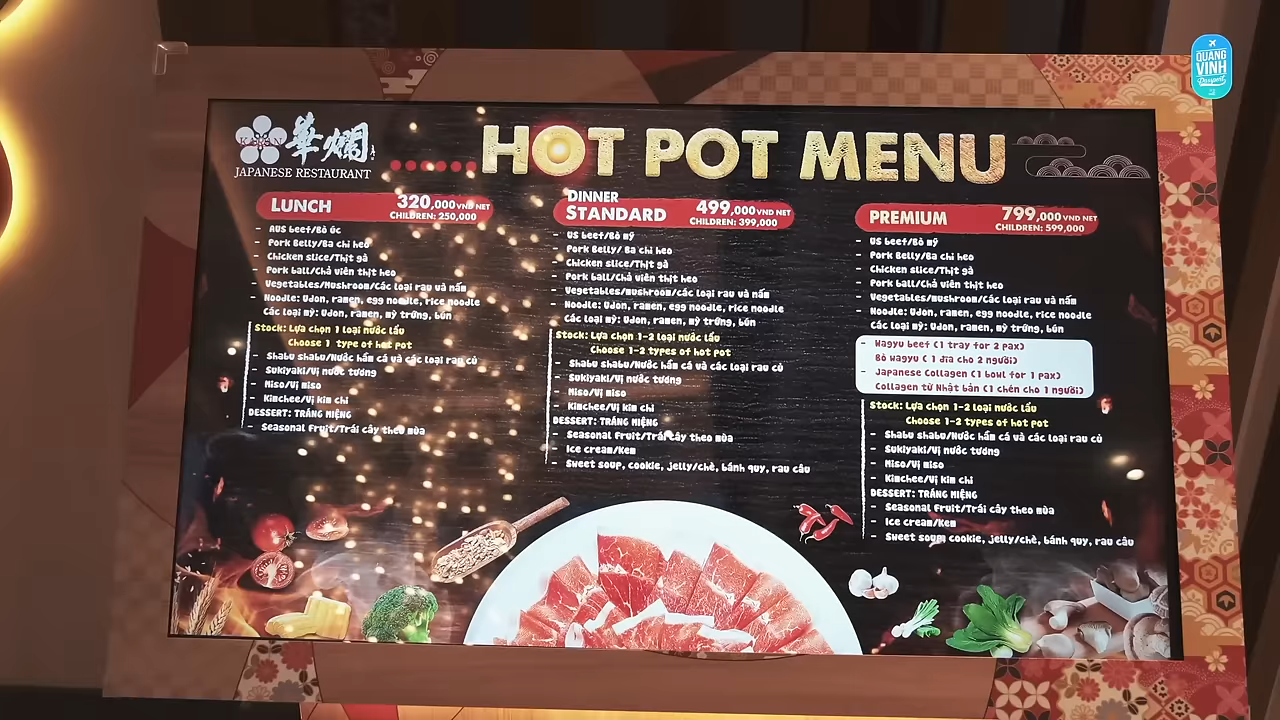 QUANG
VINH
Passport
華爛
JAPANESE RESTAURANT
HOT POT MENU
LUNCH 320,000 VND NET
CHILDREN: 250,000
- AUS beef/Bò Úc
- Pork Belly/Ba chỉ heo
- Chicken slice/Thịt gà
- Pork ball/Chả viên thịt heo
- Vegetables/Mushroom/các loại rau và nấm
- Noodle: Udon, ramen, egg noodle, rice noodle
Các loại mỳ: Udon, ramen, mỳ trứng, bún
Stock: Lựa chọn 1 loại nước lẩu
Choose 1 type of hot pot
- Shabu shabu/Nước hầm cá và các loại rau củ
- Sukiyaki/Vị nước tương
- Miso/Vị miso
- Kimchee/Vị kim chi
DESSERT: TRÁNG MIỆNG
- Seasonal Fruit/Trái cây theo mùa
DINNER
STANDARD 499,000 VND NET
CHILDREN: 399,000
- US beef/Bò mỹ
- Pork Belly/ Ba chỉ heo
- Chicken slice/Thịt gà
- Pork ball/Chả viên thịt heo
- Vegetables/mushroom/các loại rau và nấm
- Noodle: Udon, ramen, egg noodle, rice noodle
Các loại mỳ: Udon, ramen, mỳ trứng, bún
Stock: Lựa chọn 1-2 loại nước lẩu
Choose 1-2 types of hot pot
- Shabu shabu/Nước hầm cá và các loại rau củ
- Sukiyaki/Vị nước tương
- Miso/Vị miso
- Kimchee/Vị kim chi
DESSERT: TRÁNG MIỆNG
- Seasonal Fruit/Trái cây theo mùa
- Ice cream/Kem
- Sweet soup, cookie, jelly/chè, bánh quy, rau câu
PREMIUM 799,000 VND NET
CHILDREN: 599,000
- US beef/Bò mỹ
- Pork Belly/Ba chỉ heo
- Chicken slice/Thịt gà
- Pork ball/Chả viên thịt heo
- Vegetables/mushroom/các loại rau và nấm
- Noodle: Udon, ramen, egg noodle, rice noodle
Các loại mỳ: Udon, ramen, mỳ trứng, bún
- Wagyu beef (1 tray for 2 pax)
Bò wagyu ( 1 dĩa cho 2 người)
- Japanese Collagen (1 bowl for 1 pax)
Collagen từ Nhật bản (1 chén cho 1 người)
Stock: Lựa chọn 1-2 loại nước lẩu
Choose 1-2 types of hot pot
- Shabu shabu/Nước hầm cá và các loại rau củ
- Sukiyaki/Vị nước tương
- Miso/Vị miso
- Kimchee/Vị kim chi
DESSERT: TRÁNG MIỆNG
- Seasonal Fruit/Trái cây theo mùa
- Ice cream/Kem
- Sweet soup, cookie, jelly/chè, bánh quy, rau câu